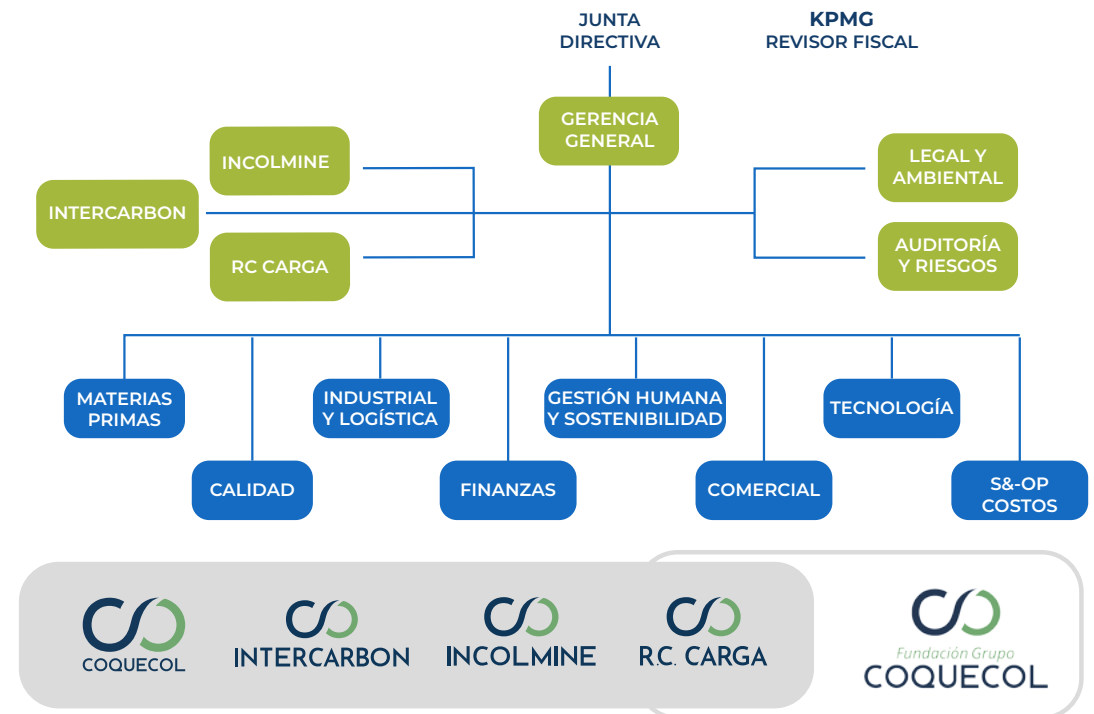 JUNTA
DIRECTIVA
KPMG
REVISOR FISCAL
GERENCIA
GENERAL
INCOLMINE
INTERCARBON
RC CARGA
LEGAL Y
AMBIENTAL
AUDITORÍA
Y RIESGOS
MATERIAS
PRIMAS
INDUSTRIAL
Y LOGÍSTICA
GESTIÓN HUMANA
Y SOSTENIBILIDAD
TECNOLOGÍA
CALIDAD
FINANZAS
COMERCIAL
S&-OP
COSTOS
COQUECOL
INTERCARBON
INCOLMINE
R.C. CARGA
Fundación Grupo
COQUECOL